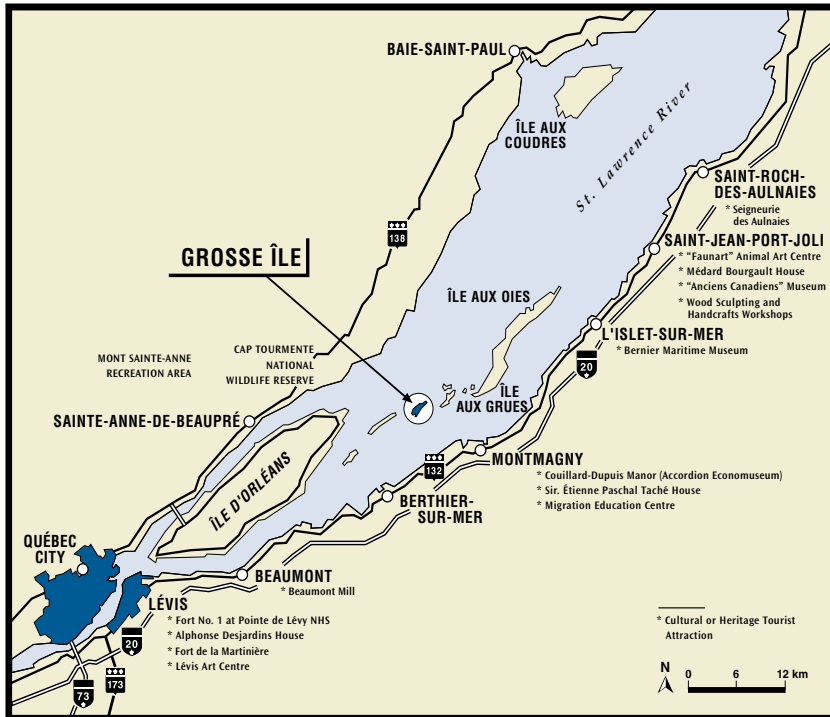 BAIE-SAINT-PAUL
ÎLE AUX
COUDRES
St. Lawrence River
SAINT-ROCH-
DES-AULNAIES
* Seigneurie
des Aulnaies
138
SAINT-JEAN-PORT-JOLI
* "Faunart" Animal Art Centre
* Médard Bourgault House
* "Anciens Canadiens" Museum
* Wood Sculpting and
Handcrafts Workshops
GROSSE ÎLE
ÎLE AUX OIES
L'ISLET-SUR-MER
* Bernier Maritime Museum
20
MONT SAINTE-ANNE
RECREATION AREA
CAP TOURMENTE
NATIONAL
WILDLIFE RESERVE
ÎLE
AUX GRUES
SAINTE-ANNE-DE-BEAUPRÉ
MONTMAGNY
* Couillard-Dupuis Manor (Accordion Economuseum)
* Sir. Étienne Paschal Taché House
* Migration Education Centre
132
ÎLE D'ORLÉANS
BERTHIER-
SUR-MER
QUÉBEC
CITY
BEAUMONT
* Beaumont Mill
LÉVIS
* Fort No. 1 at Pointe de Lévy NHS
* Alphonse Desjardins House
* Fort de la Martinière
* Lévis Art Centre
20
173
73
* Cultural or Heritage Tourist
Attraction
N
0 6 12 km